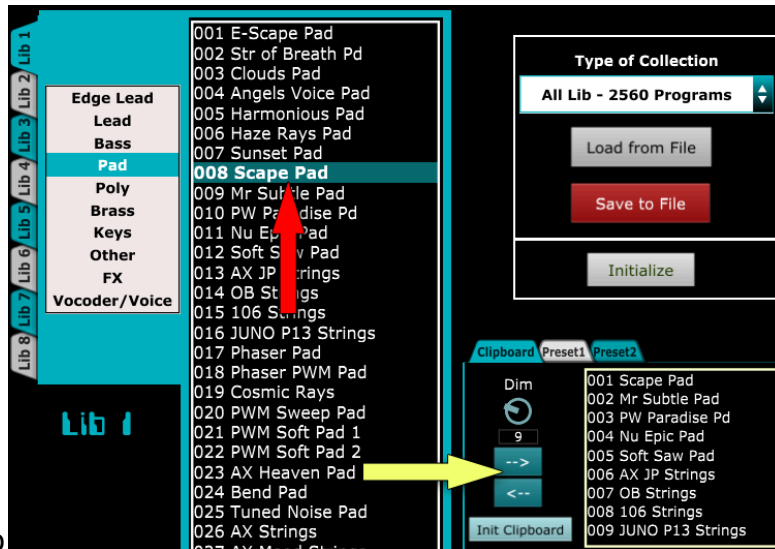 Lib 1
Lib 2
Lib 3
Lib 4
Lib 5
Lib 6
Lib 7
Lib 8
Edge Lead
Lead
Bass
Pad
Poly
Brass
Keys
Other
FX
Vocoder/Voice
Lib 1
001 E-Scape Pad
002 Str of Breath Pd
003 Clouds Pad
004 Angels Voice Pad
005 Harmonious Pad
006 Haze Rays Pad
007 Sunset Pad
008 Scape Pad
009 Mr Subtle Pad
010 PW Paradise Pd
011 Nu Epic Pad
012 Soft Saw Pad
013 AX JP Strings
014 OB Strings
015 106 Strings
016 JUNO P13 Strings
017 Phaser Pad
018 Phaser PWM Pad
019 Cosmic Rays
020 PWM Sweep Pad
021 PWM Soft Pad 1
022 PWM Soft Pad 2
023 AX Heaven Pad
024 Bend Pad
025 Tuned Noise Pad
026 AX Strings
Type of Collection
All Lib - 2560 Programs
Load from File
Save to File
Initialize
Clipboard Preset1 Preset2
Dim
9
-->
<--
Init Clipboard
001 Scape Pad
002 Mr Subtle Pad
003 PW Paradise Pd
004 Nu Epic Pad
005 Soft Saw Pad
006 AX JP Strings
007 OB Strings
008 106 Strings
009 JUNO P13 Strings